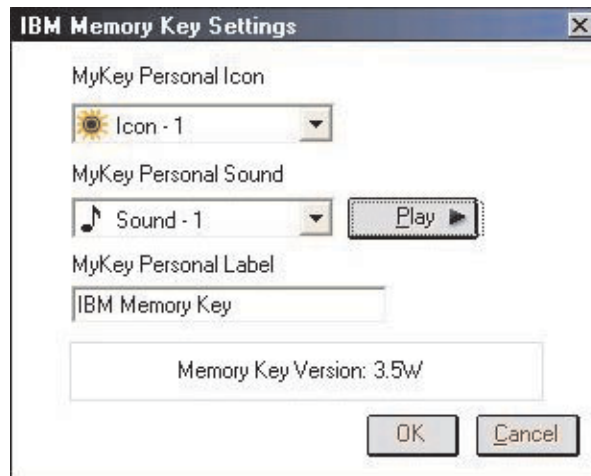 IBM Memory Key Settings
MyKey Personal Icon
Icon - 1
MyKey Personal Sound
Sound - 1 Play
MyKey Personal Label
IBM Memory Key
Memory Key Version: 3.5W
OK Cancel